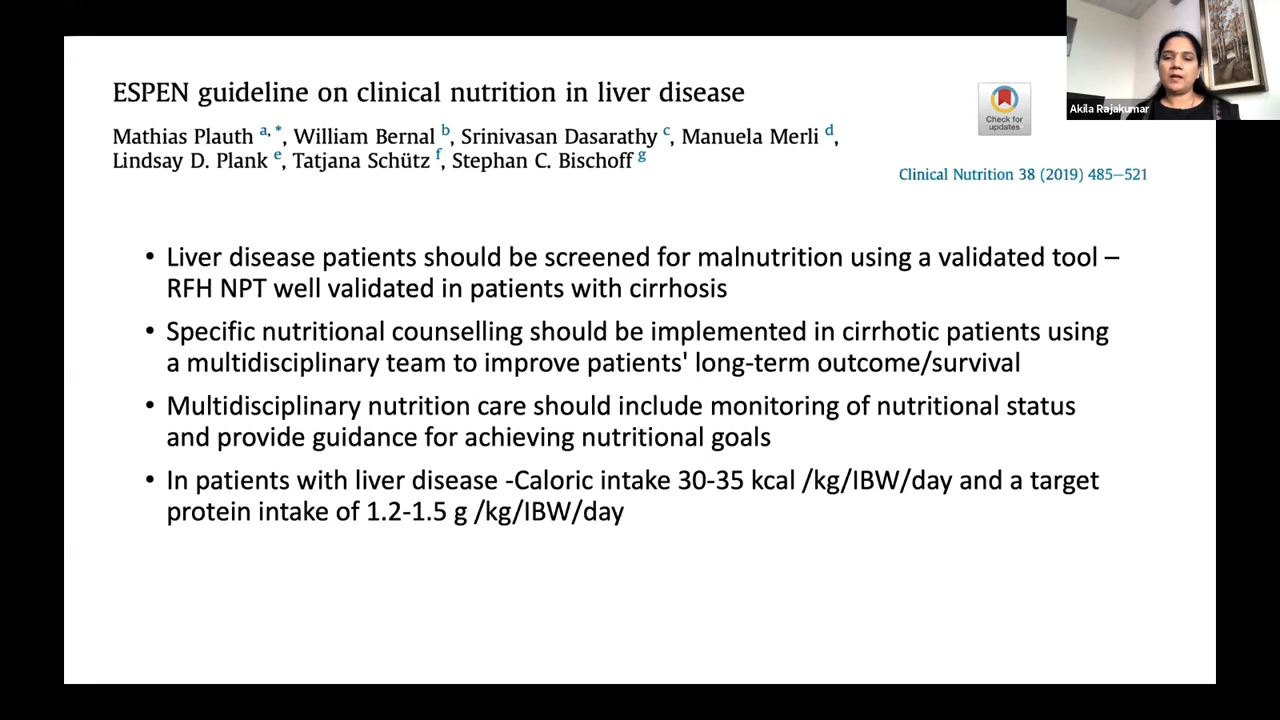 ESPEN guideline on clinical nutrition in liver disease
Mathias Plauth a, *, William Bernal b, Srinivasan Dasarathy c, Manuela Merli d,
Lindsay D. Plank e, Tatjana Schütz f, Stephan C. Bischoff g
Check for
updates
Akila Rajakumar
Clinical Nutrition 38 (2019) 485–521
• Liver disease patients should be screened for malnutrition using a validated tool –
RFH NPT well validated in patients with cirrhosis
• Specific nutritional counselling should be implemented in cirrhotic patients using
a multidisciplinary team to improve patients' long-term outcome/survival
• Multidisciplinary nutrition care should include monitoring of nutritional status
and provide guidance for achieving nutritional goals
• In patients with liver disease -Caloric intake 30-35 kcal /kg/IBW/day and a target
protein intake of 1.2-1.5 g /kg/IBW/day